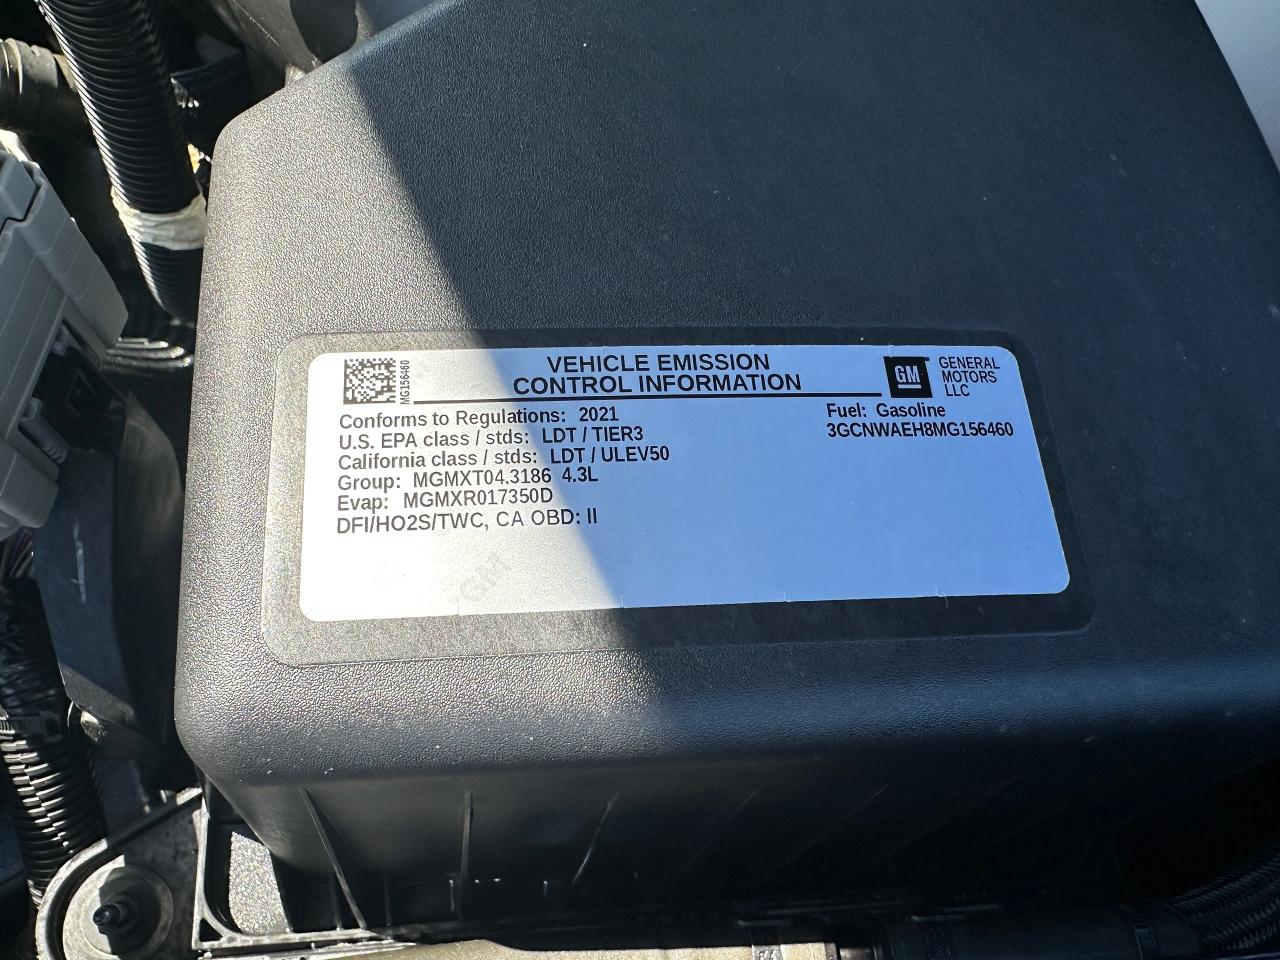 MG156460
VEHICLE EMISSION
CONTROL INFORMATION
GM
GENERAL
MOTORS
LLC
Conforms to Regulations: 2021
U.S. EPA class / stds: LDT / TIER3
California class / stds: LDT / ULEV50
Group: MGMXT04.3186 4.3L
Evap: MGMXR017350D
DFI/HO2S/TWC, CA OBD: II
Fuel: Gasoline
3GCNWAEH8MG156460
GM